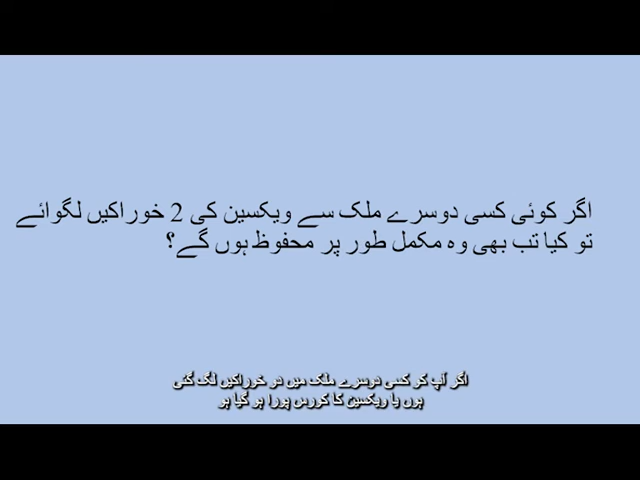 اگر کوئی کسی دوسرے ملک سے ویکسین کی 2 خوراکیں لگوائے
تو کیا تب بھی وہ مکمل طور پر محفوظ ہوں گے؟
اگر آپ کو کسی دوسرے ملک میں دو خوراکیں لگ گئی
ہوں یا ویکسین کا کورس پورا ہو گیا ہو